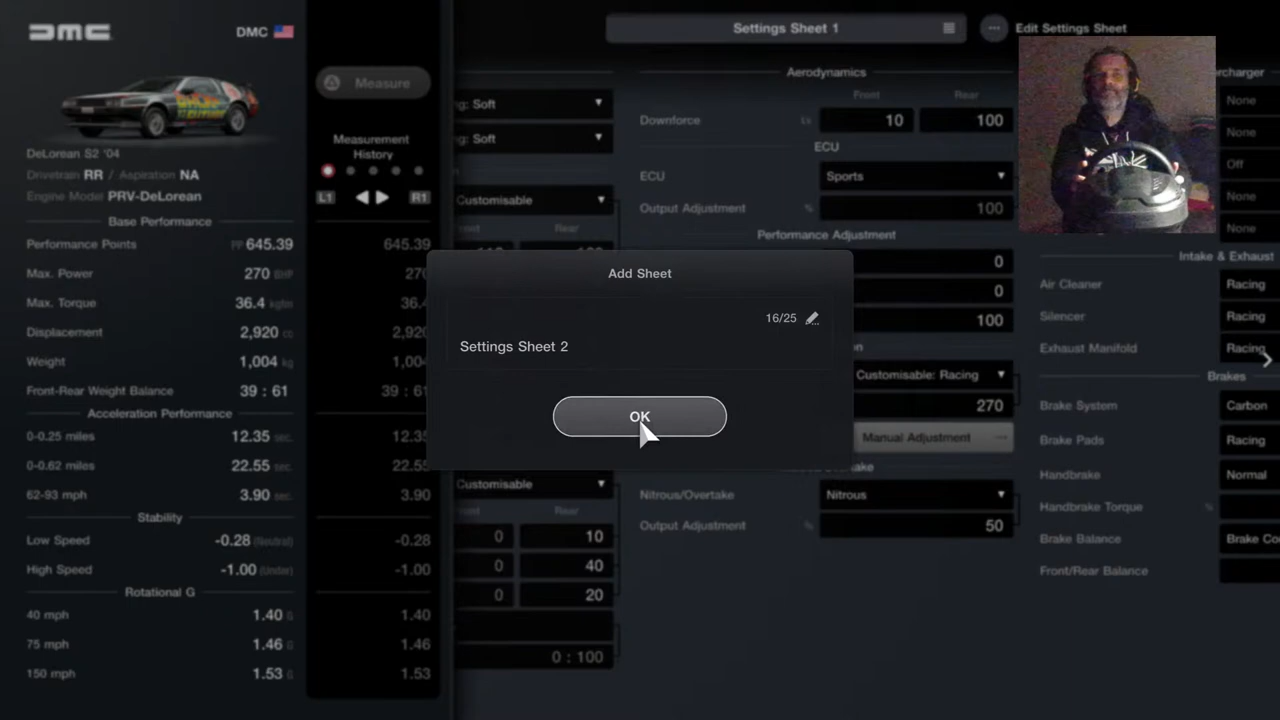 DMC
DMC
DeLorean S2 '04
Drivetrain RR / Aspiration NA
Engine Model PRV-DeLorean
Base Performance
Performance Points PP 645.39
Max. Power 270 BHP
Max. Torque 36.4 kgfm
Displacement 2,920 cc
Weight 1,004 kg
Front-Rear Weight Balance 39 : 61
Acceleration Performance
0-0.25 miles 12.35 sec.
0-0.62 miles 22.55 sec.
62-93 mph 3.90 sec.
Stability
Low Speed -0.28 (Neutral)
High Speed -1.00 (Under)
Rotational G
40 mph 1.40 G
75 mph 1.46 G
150 mph 1.53 G
Measure
Measurement
History
L1 R1
645.39
270
36.4
2,920
1,004
39 : 61
12.35
22.55
3.90
-0.28
-1.00
1.40
1.46
1.53
Settings Sheet 1
Edit Settings Sheet
Add Sheet
16/25
Settings Sheet 2
OK
g: Soft
g: Soft
Customisable
Rear
Customisable
Front Rear
0 10
0 40
0 20
0 : 100
Aerodynamics
Front Rear
Downforce Lv. 10 100
ECU
ECU Sports
Output Adjustment % 100
Performance Adjustment
0
0
100
Customisable: Racing
270
Manual Adjustment
Nitrous/Overtake Nitrous
Output Adjustment % 50
rcharger
None
None
Off
None
None
Intake & Exhaust
Air Cleaner Racing
Silencer Racing
Exhaust Manifold Racing
Brakes
Brake System Carbon
Brake Pads Racing
Handbrake Normal
Handbrake Torque %
Brake Balance Brake Co
Front/Rear Balance